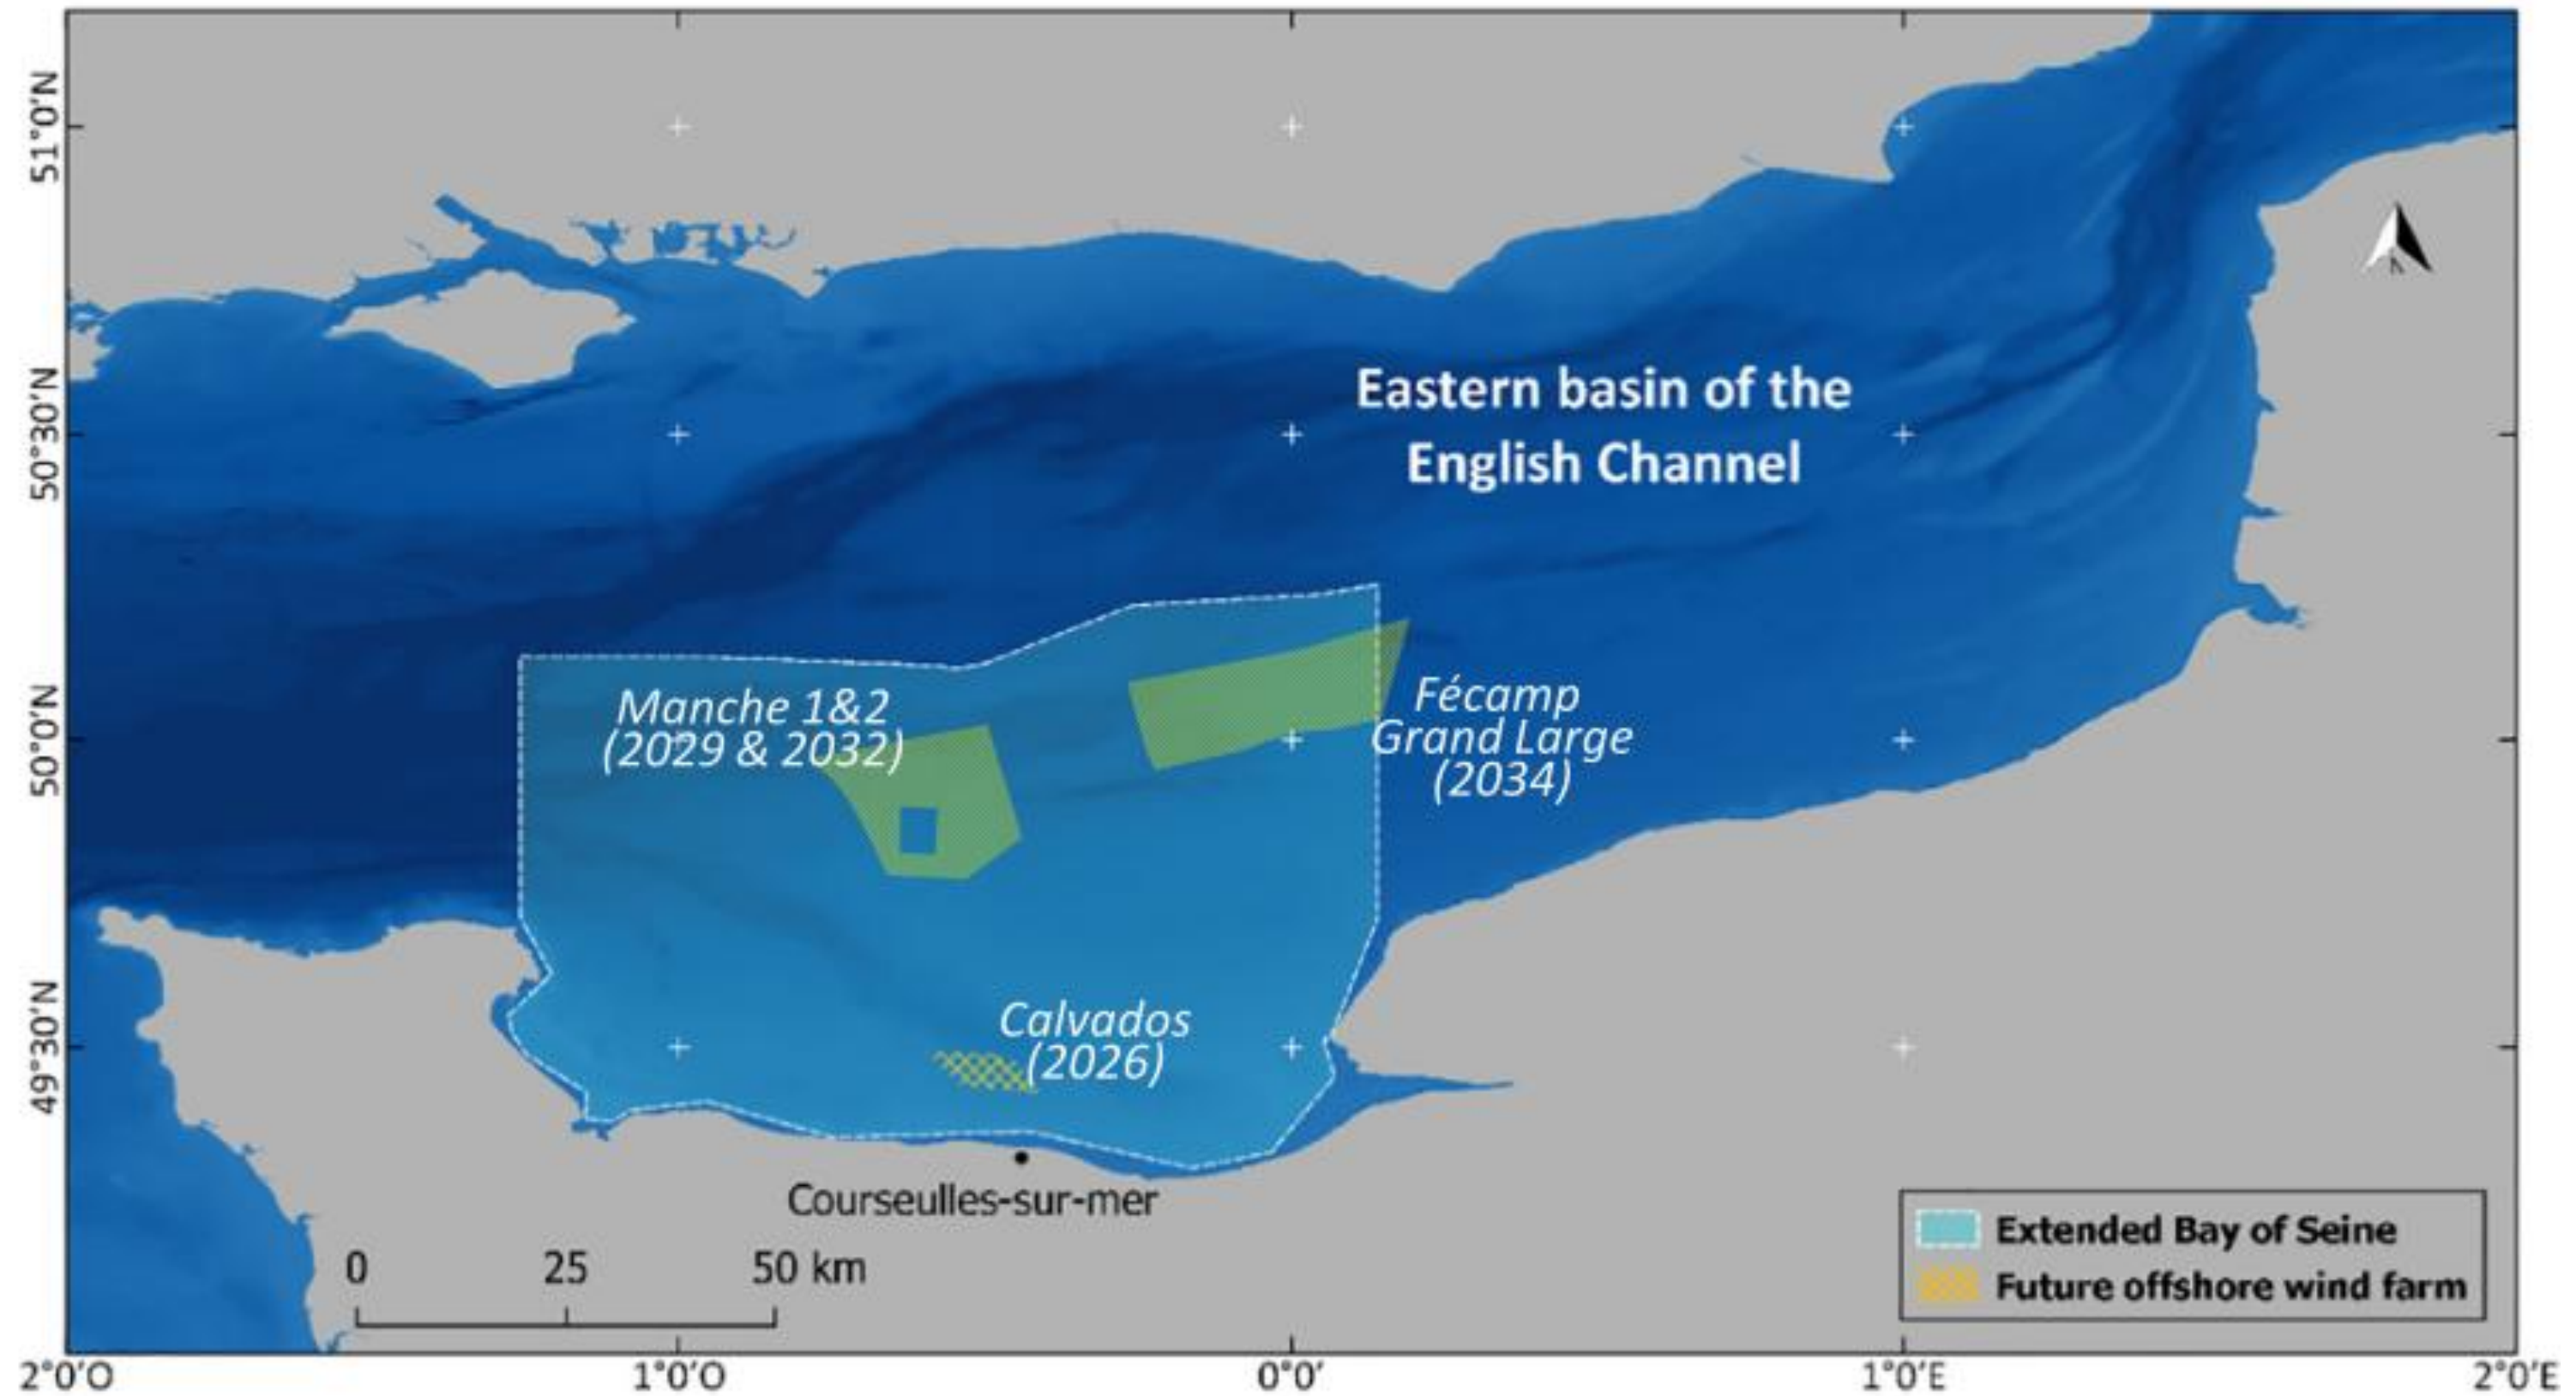 51°0'N
50°30'N
50°0'N
49°30'N
Eastern basin of the
English Channel
Manche 1&2
(2029 & 2032)
Fécamp
Grand Large
(2034)
Calvados
(2026)
Courseulles-sur-mer
0 25 50 km
Extended Bay of Seine
Future offshore wind farm
2°0'O 1°0'O 0°0' 1°0'E 2°0'E